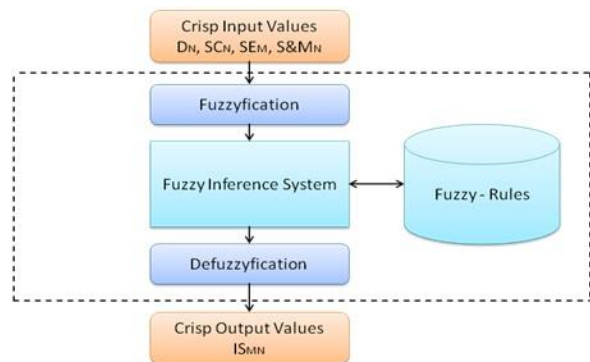 Crisp Input Values
DN, SCN, SEM, S&MN
Fuzzyfication
Fuzzy Inference System
Fuzzy - Rules
Defuzzyfication
Crisp Output Values
ISMN